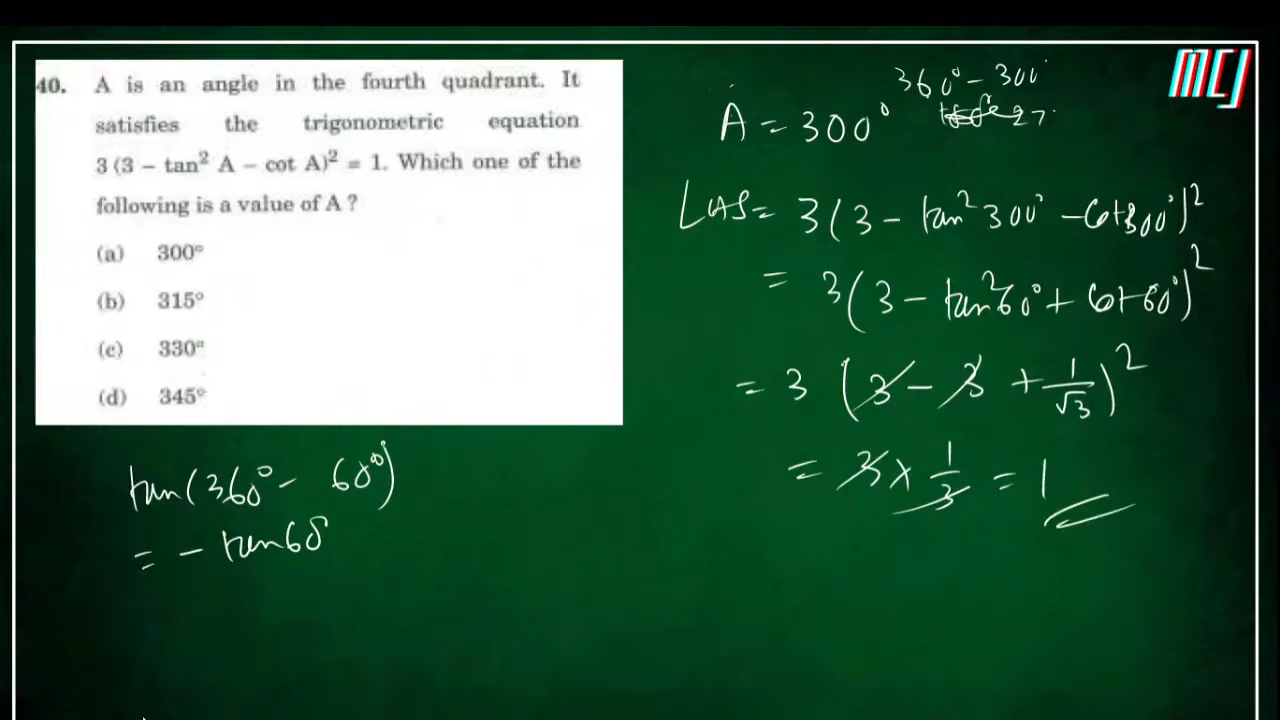 MCJ
40. A is an angle in the fourth quadrant. It
satisfies the trigonometric equation
3 (3 – tan² A – cot A)² = 1. Which one of the
following is a value of A ?
(a) 300°
(b) 315°
(c) 330°
(d) 345°
360° - 300°
A = 300°
LHS = 3(3 - tan² 300° - cot 300°)²
= 3(3 - tan² 60° + cot 60°)²
= 3 (3 - 3 + 1/√3)²
= 3 × 1/3 = 1
tan(360° - 60°)
= - tan60°